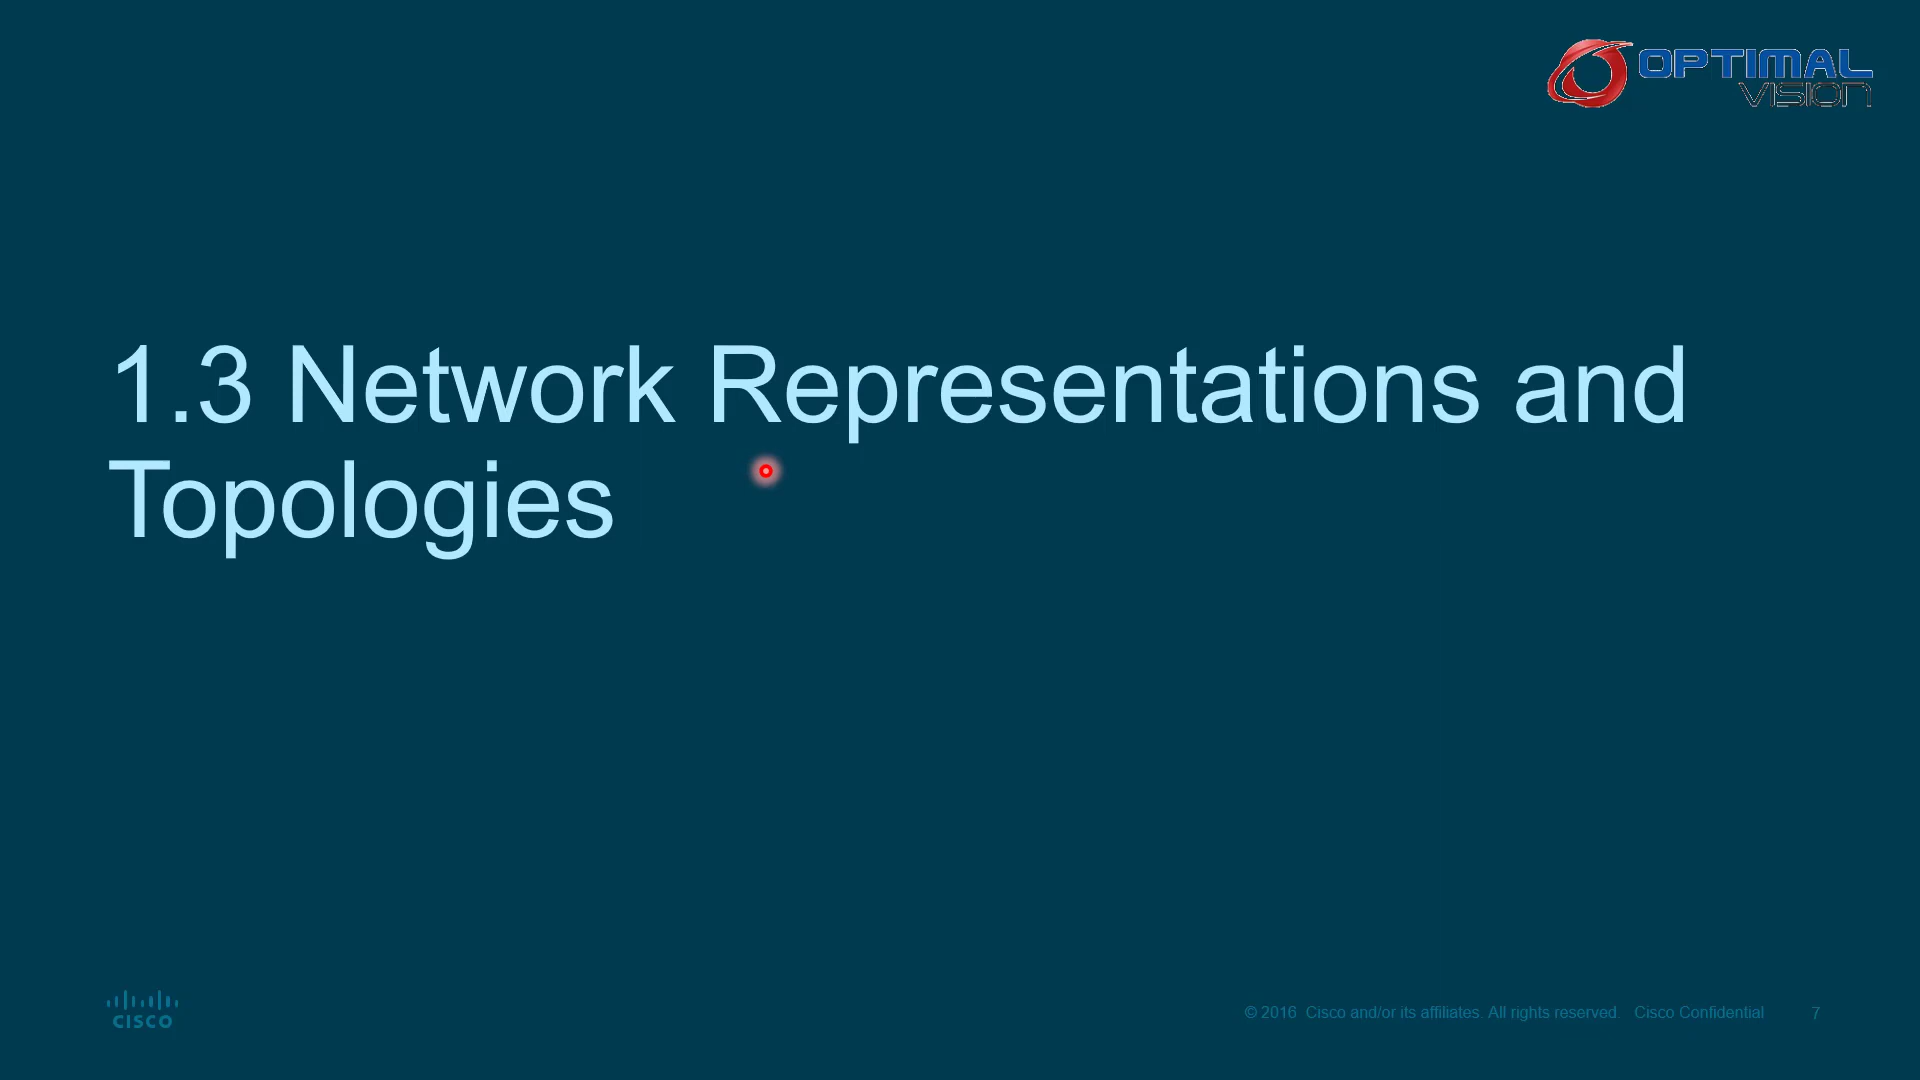 OPTIMAL
VISION
1.3 Network Representations and
Topologies
CISCO
© 2016 Cisco and/or its affiliates. All rights reserved. Cisco Confidential 7